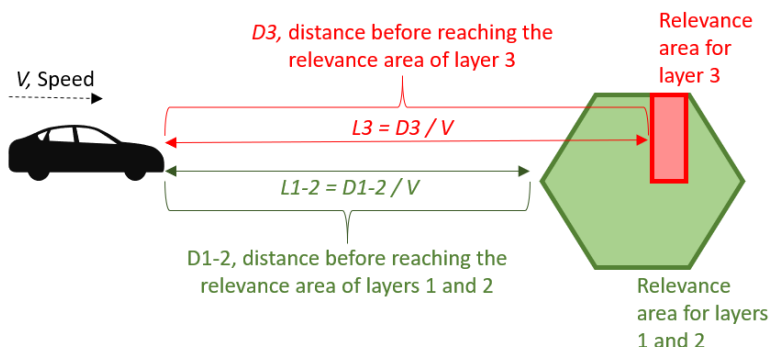 V, Speed
D3, distance before reaching the
relevance area of layer 3
L3 = D3 / V
Relevance
area for
layer 3
L1-2 = D1-2 / V
D1-2, distance before reaching the
relevance area of layers 1 and 2
Relevance
area for layers
1 and 2